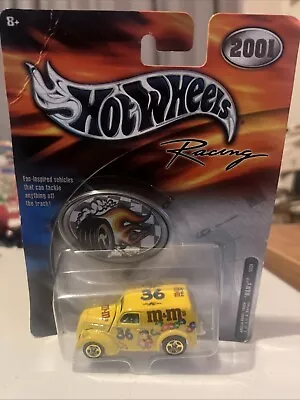 8+
2001
HOT WHEELS
Racing
Fan-inspired vehicles
that can tackle
anything off
the track!
36
m&m's
36